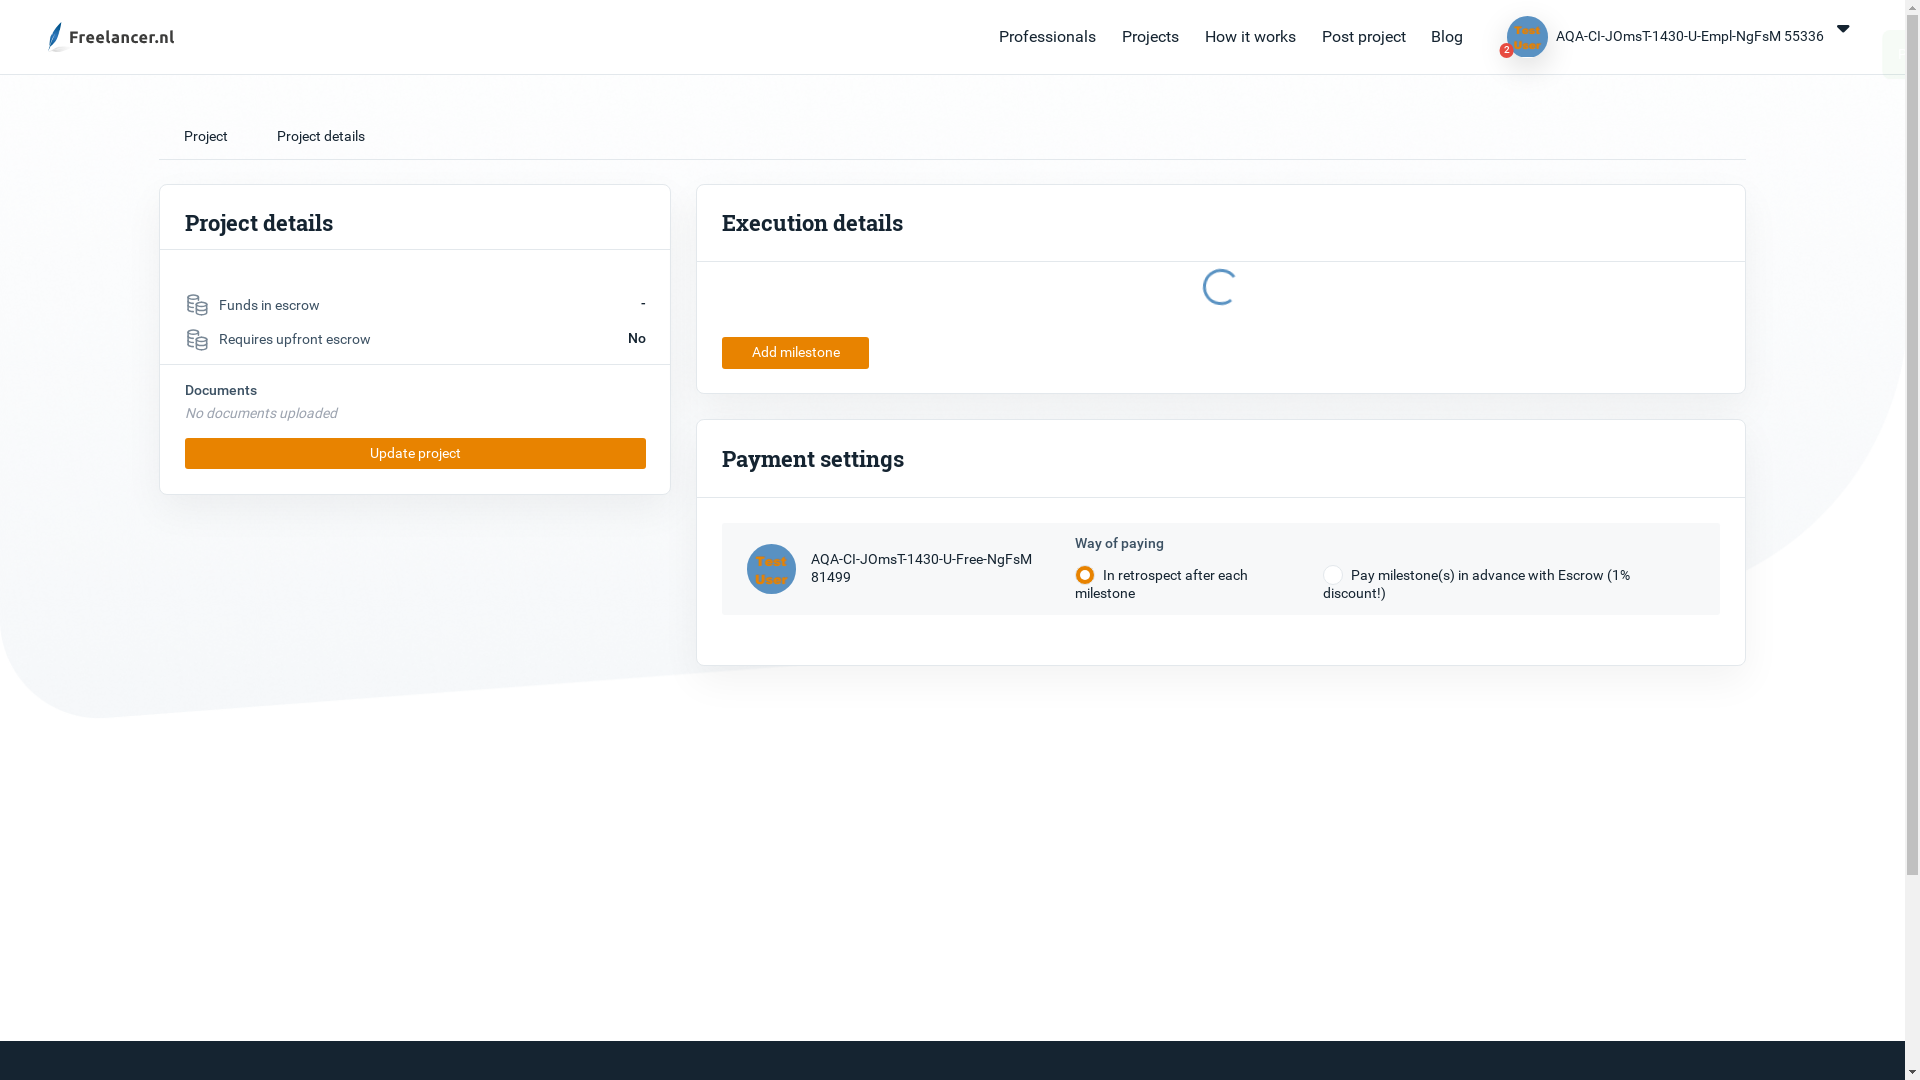 Freelancer.nl
Professionals
Projects
How it works
Post project
Blog
Test
User
2
AQA-CI-JOmsT-1430-U-Empl-NgFsM 55336
Project
Project details
Project details
Funds in escrow
-
Requires upfront escrow
No
Documents
No documents uploaded
Update project
Execution details
Add milestone
Payment settings
Test
User
AQA-CI-JOmsT-1430-U-Free-NgFsM
81499
Way of paying
In retrospect after each
milestone
Pay milestone(s) in advance with Escrow (1%
discount!)